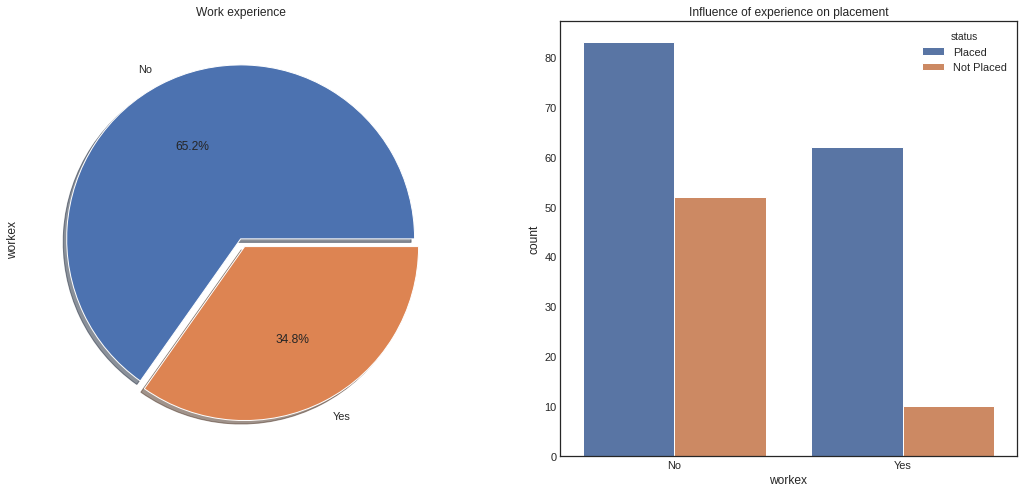 Work experience
workex
No
65.2%
34.8%
Yes
Influence of experience on placement
status
Placed
Not Placed
count
80
70
60
50
40
30
20
10
0
No
Yes
workex